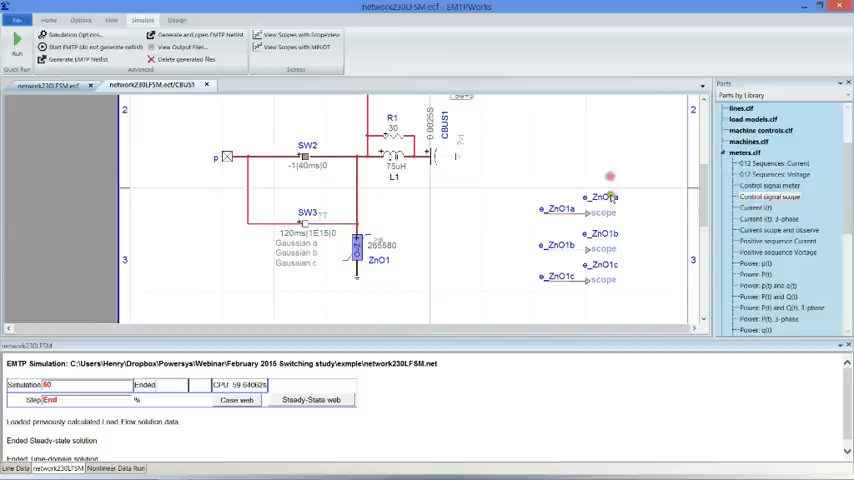 network230LFSM.ecf - EMTPWorks
File Home Options View Simulate Design
Run
Quick Run
Simulation Options...
Start EMTP (do not generate netlist)
Generate EMTP Netlist
Generate and open EMTP Netlist
View Output Files...
Delete generated files
Advanced
View Scopes with ScopeView
View Scopes with MPLOT
Scopes
network230LFSM.ecf
network230LFSM.ecf/CBUS1
2
2
R1
30
0.0025S
CBUS1
?vi
SW2
p
-1|40ms|0
75uH
L1
SW3
?T
120ms|1E15|0
Gaussian a
Gaussian b
Gaussian c
265580
ZnO1
e_ZnO1a
e_ZnO1a
scope
e_ZnO1b
e_ZnO1b
scope
e_ZnO1c
e_ZnO1c
scope
3
3
Parts
Parts by Library
lines.clf
load models.clf
machine controls.clf
machines.clf
meters.clf
012 Sequences: Current
012 Sequences: Voltage
Control signal meter
Control signal scope
Current i(t)
Current i(t), 3-phase
Current scope and observe
Positive sequence Current
Positive sequence Voltage
Power: p(t)
Power: P(t)
Power: p(t) and q(t)
Power: P(t) and Q(t)
Power: P(t) and Q(t), 3-phase
Power: P(t), 3-phase
Power: q(t)
network230LFSM
EMTP Simulation: C:\Users\Henry\Dropbox\Powersys\Webinar\February 2015 Switching study\exmple\network230LFSM.net
Simulation 50 Ended CPU: 59.64062s
Step End % Case web Steady-State web
Loaded previously calculated Load-Flow solution data.
Ended Steady-state solution
Ended Time-domain solution
Line Data network230LFSM Nonlinear Data Run